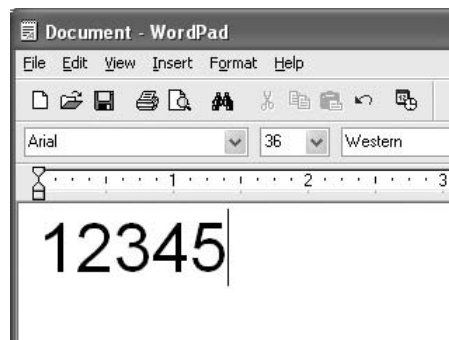 Document - WordPad
File Edit View Insert Format Help
Arial 36 Western
1 2 3
12345